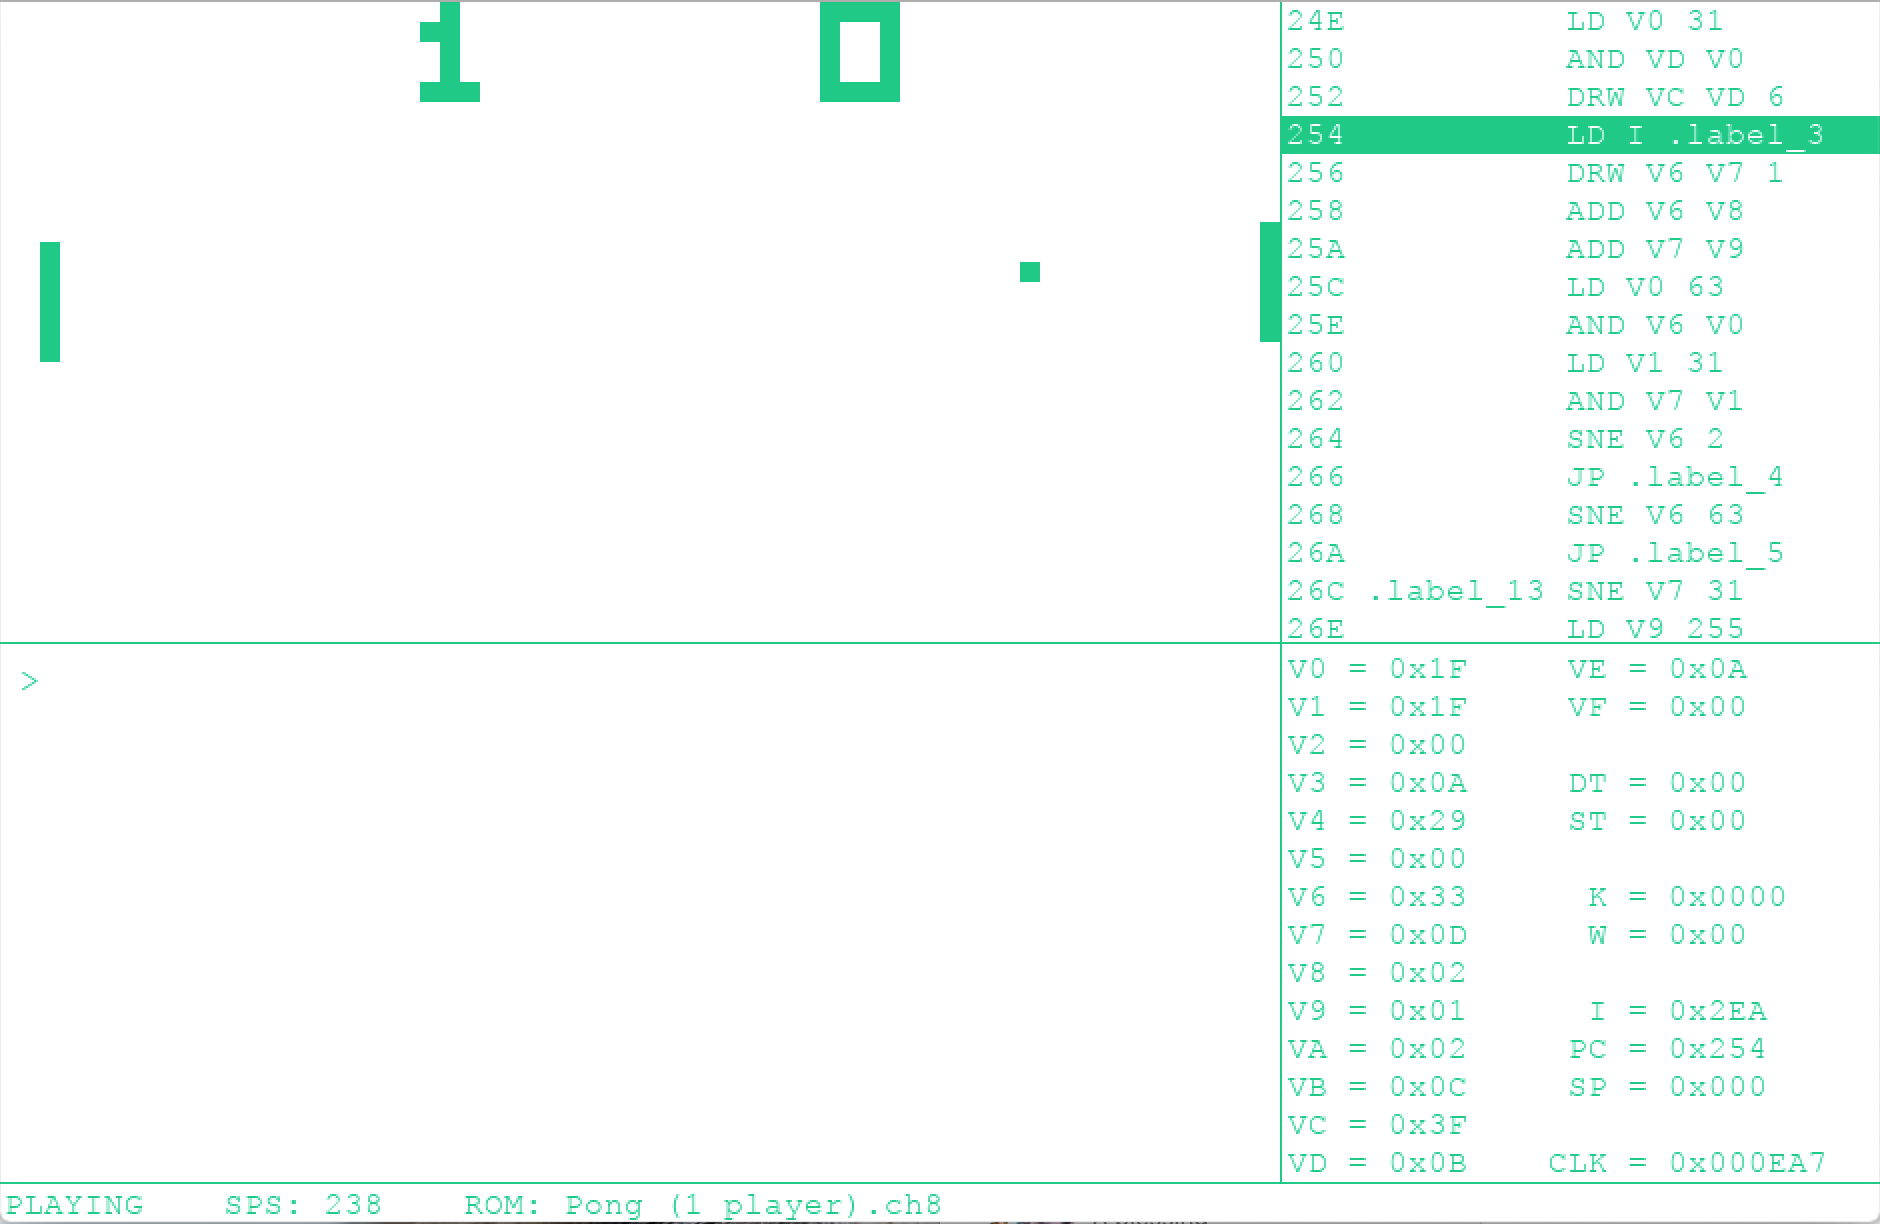 1 0
24E LD V0 31
250 AND VD V0
252 DRW VC VD 6
254 LD I .label_3
256 DRW V6 V7 1
258 ADD V6 V8
25A ADD V7 V9
25C LD V0 63
25E AND V6 V0
260 LD V1 31
262 AND V7 V1
264 SNE V6 2
266 JP .label_4
268 SNE V6 63
26A JP .label_5
26C .label_13 SNE V7 31
26E LD V9 255
>
V0 = 0x1F VE = 0x0A
V1 = 0x1F VF = 0x00
V2 = 0x00
V3 = 0x0A DT = 0x00
V4 = 0x29 ST = 0x00
V5 = 0x00
V6 = 0x33 K = 0x0000
V7 = 0x0D W = 0x00
V8 = 0x02
V9 = 0x01 I = 0x2EA
VA = 0x02 PC = 0x254
VB = 0x0C SP = 0x000
VC = 0x3F
VD = 0x0B CLK = 0x000EA7
PLAYING SPS: 238 ROM: Pong (1 player).ch8